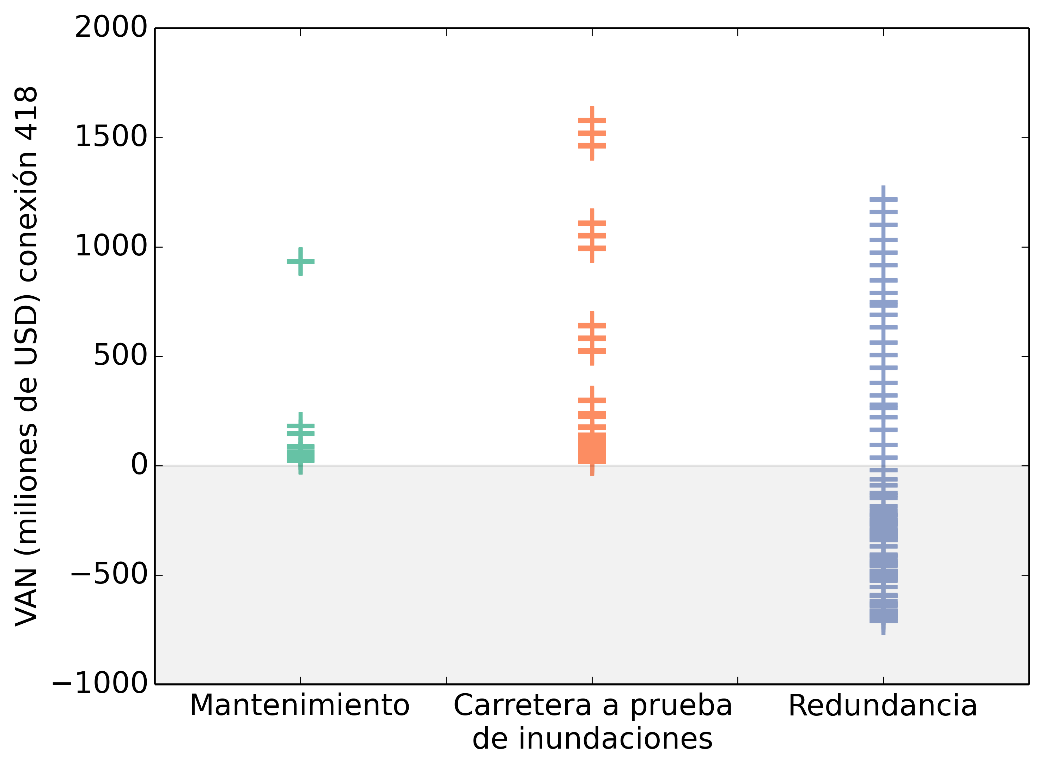 VAN (miliones de USD) conexión 418
2000
1500
1000
500
0
−500
−1000
Mantenimiento
Carretera a prueba
de inundaciones
Redundancia